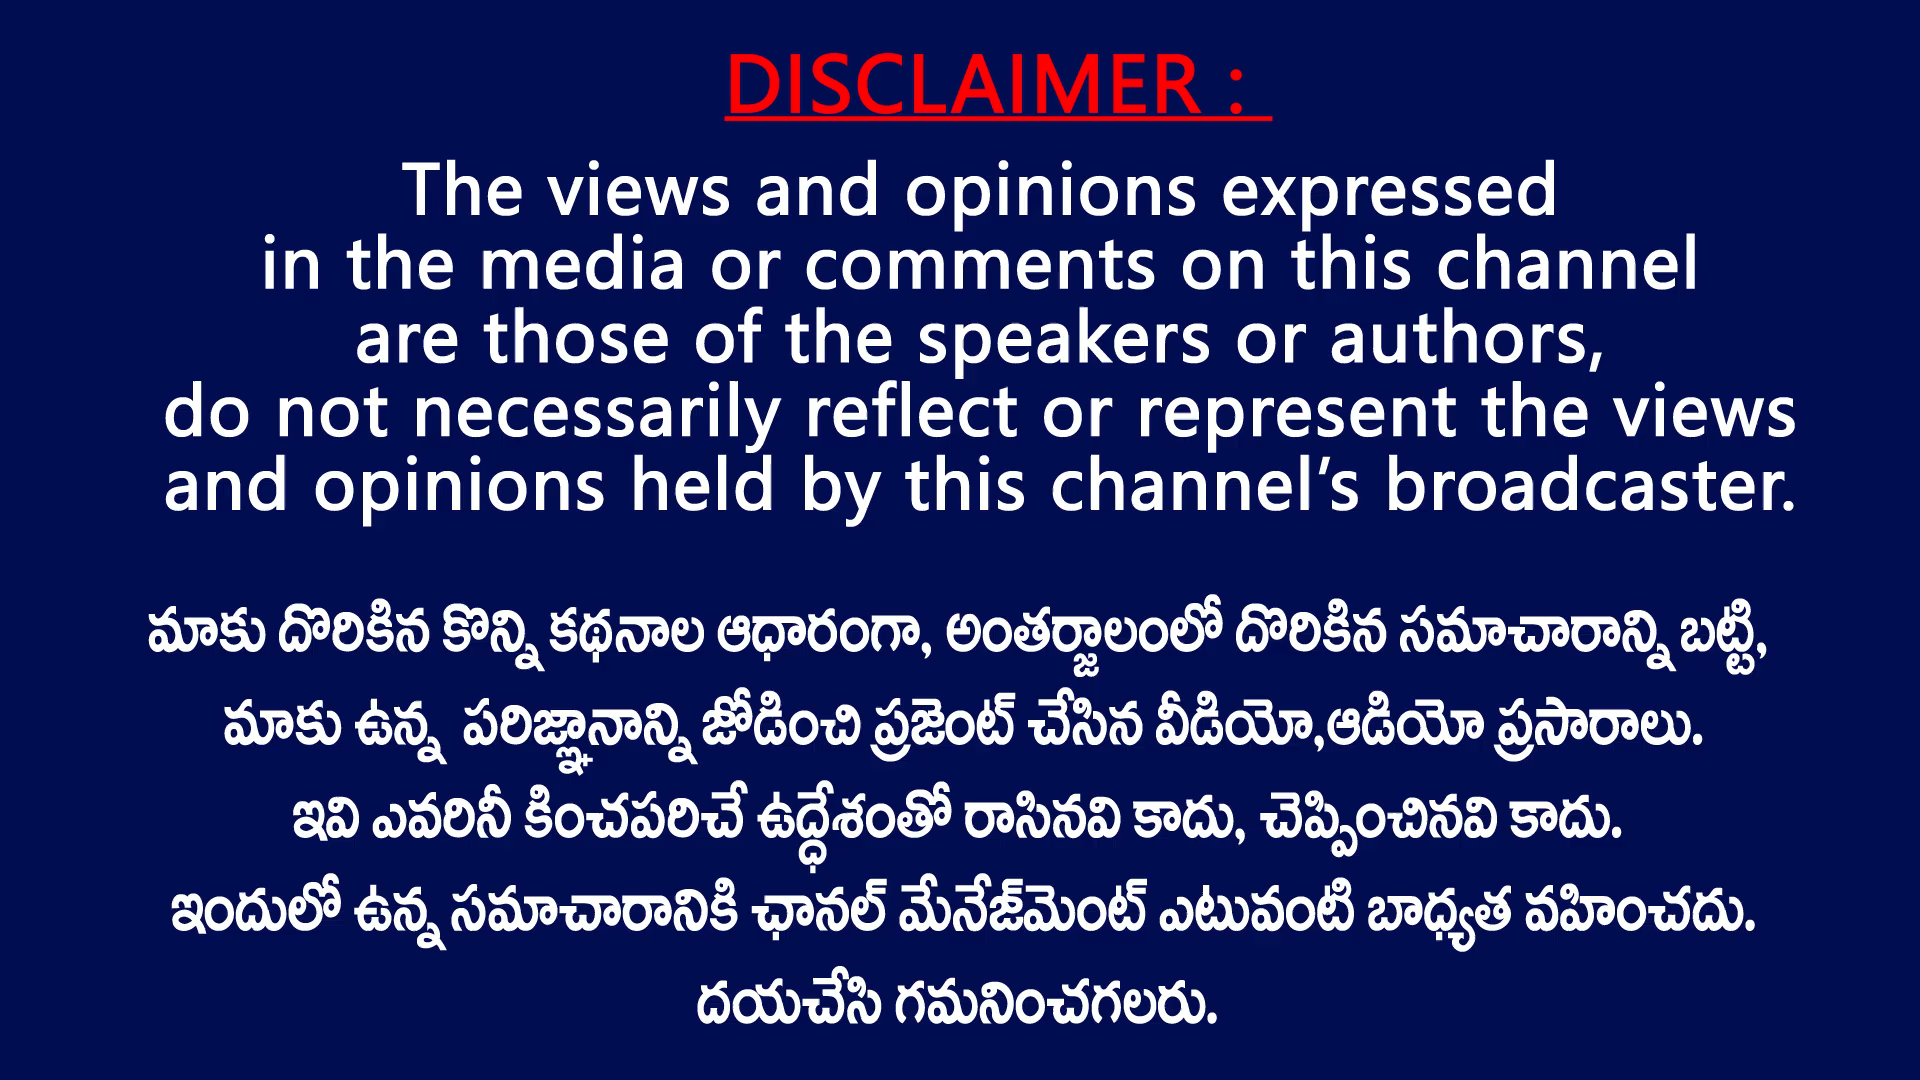 DISCLAIMER :
The views and opinions expressed
in the media or comments on this channel
are those of the speakers or authors,
do not necessarily reflect or represent the views
and opinions held by this channel’s broadcaster.
మాకు దొరికిన కొన్ని కథనాల ఆధారంగా, అంతర్జాలంలో దొరికిన సమాచారాన్ని బట్టి,
మాకు ఉన్న పరిజ్ఞానాన్ని జోడించి ప్రజెంట్ చేసిన వీడియో,ఆడియో ప్రసారాలు.
ఇవి ఎవరినీ కించపరిచే ఉద్ధేశంతో రాసినవి కాదు, చెప్పించినవి కాదు.
ఇందులో ఉన్న సమాచారానికి ఛానల్ మేనేజ్‌మెంట్ ఎటువంటి బాధ్యత వహించదు.
దయచేసి గమనించగలరు.